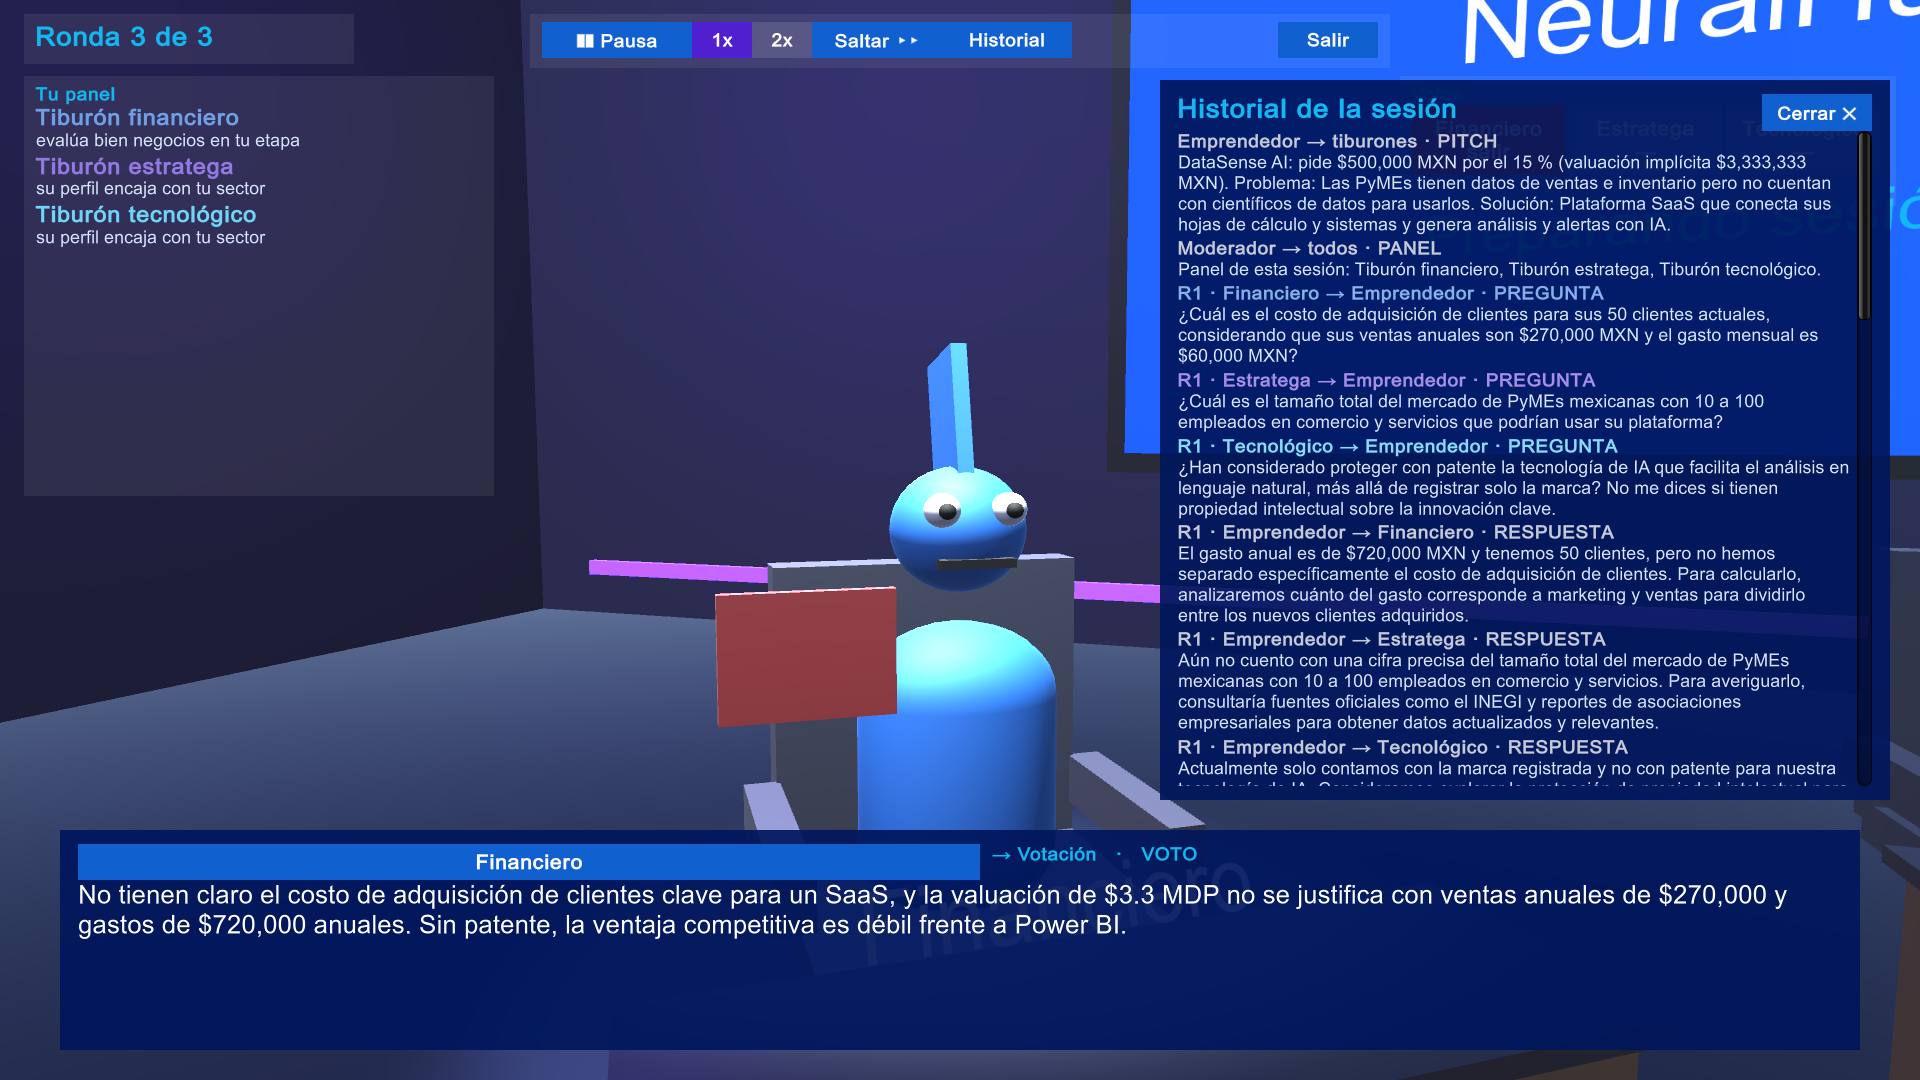 Ronda 3 de 3
Pausa
1x
2x
Saltar
Historial
Salir
Tu panel
Tiburón financiero
evalúa bien negocios en tu etapa
Tiburón estratega
su perfil encaja con tu sector
Tiburón tecnológico
su perfil encaja con tu sector
Historial de la sesión
Cerrar ✕
Emprendedor → tiburones · PITCH
DataSense AI: pide $500,000 MXN por el 15 % (valuación implícita $3,333,333
MXN). Problema: Las PyMEs tienen datos de ventas e inventario pero no cuentan
con científicos de datos para usarlos. Solución: Plataforma SaaS que conecta sus
hojas de cálculo y sistemas y genera análisis y alertas con IA.
Moderador → todos · PANEL
Panel de esta sesión: Tiburón financiero, Tiburón estratega, Tiburón tecnológico.
R1 · Financiero → Emprendedor · PREGUNTA
¿Cuál es el costo de adquisición de clientes para sus 50 clientes actuales,
considerando que sus ventas anuales son $270,000 MXN y el gasto mensual es
$60,000 MXN?
R1 · Estratega → Emprendedor · PREGUNTA
¿Cuál es el tamaño total del mercado de PyMEs mexicanas con 10 a 100
empleados en comercio y servicios que podrían usar su plataforma?
R1 · Tecnológico → Emprendedor · PREGUNTA
¿Han considerado proteger con patente la tecnología de IA que facilita el análisis en
lenguaje natural, más allá de registrar solo la marca? No me dices si tienen
propiedad intelectual sobre la innovación clave.
R1 · Emprendedor → Financiero · RESPUESTA
El gasto anual es de $720,000 MXN y tenemos 50 clientes, pero no hemos
separado específicamente el costo de adquisición de clientes. Para calcularlo,
analizaremos cuánto del gasto corresponde a marketing y ventas para dividirlo
entre los nuevos clientes adquiridos.
R1 · Emprendedor → Estratega · RESPUESTA
Aún no cuento con una cifra precisa del tamaño total del mercado de PyMEs
mexicanas con 10 a 100 empleados en comercio y servicios. Para averiguarlo,
consultaría fuentes oficiales como el INEGI y reportes de asociaciones
empresariales para obtener datos actualizados y relevantes.
R1 · Emprendedor → Tecnológico · RESPUESTA
Actualmente solo contamos con la marca registrada y no con patente para nuestra
Financiero
→ Votación · VOTO
No tienen claro el costo de adquisición de clientes clave para un SaaS, y la valuación de $3.3 MDP no se justifica con ventas anuales de $270,000 y
gastos de $720,000 anuales. Sin patente, la ventaja competitiva es débil frente a Power BI.
Financiero